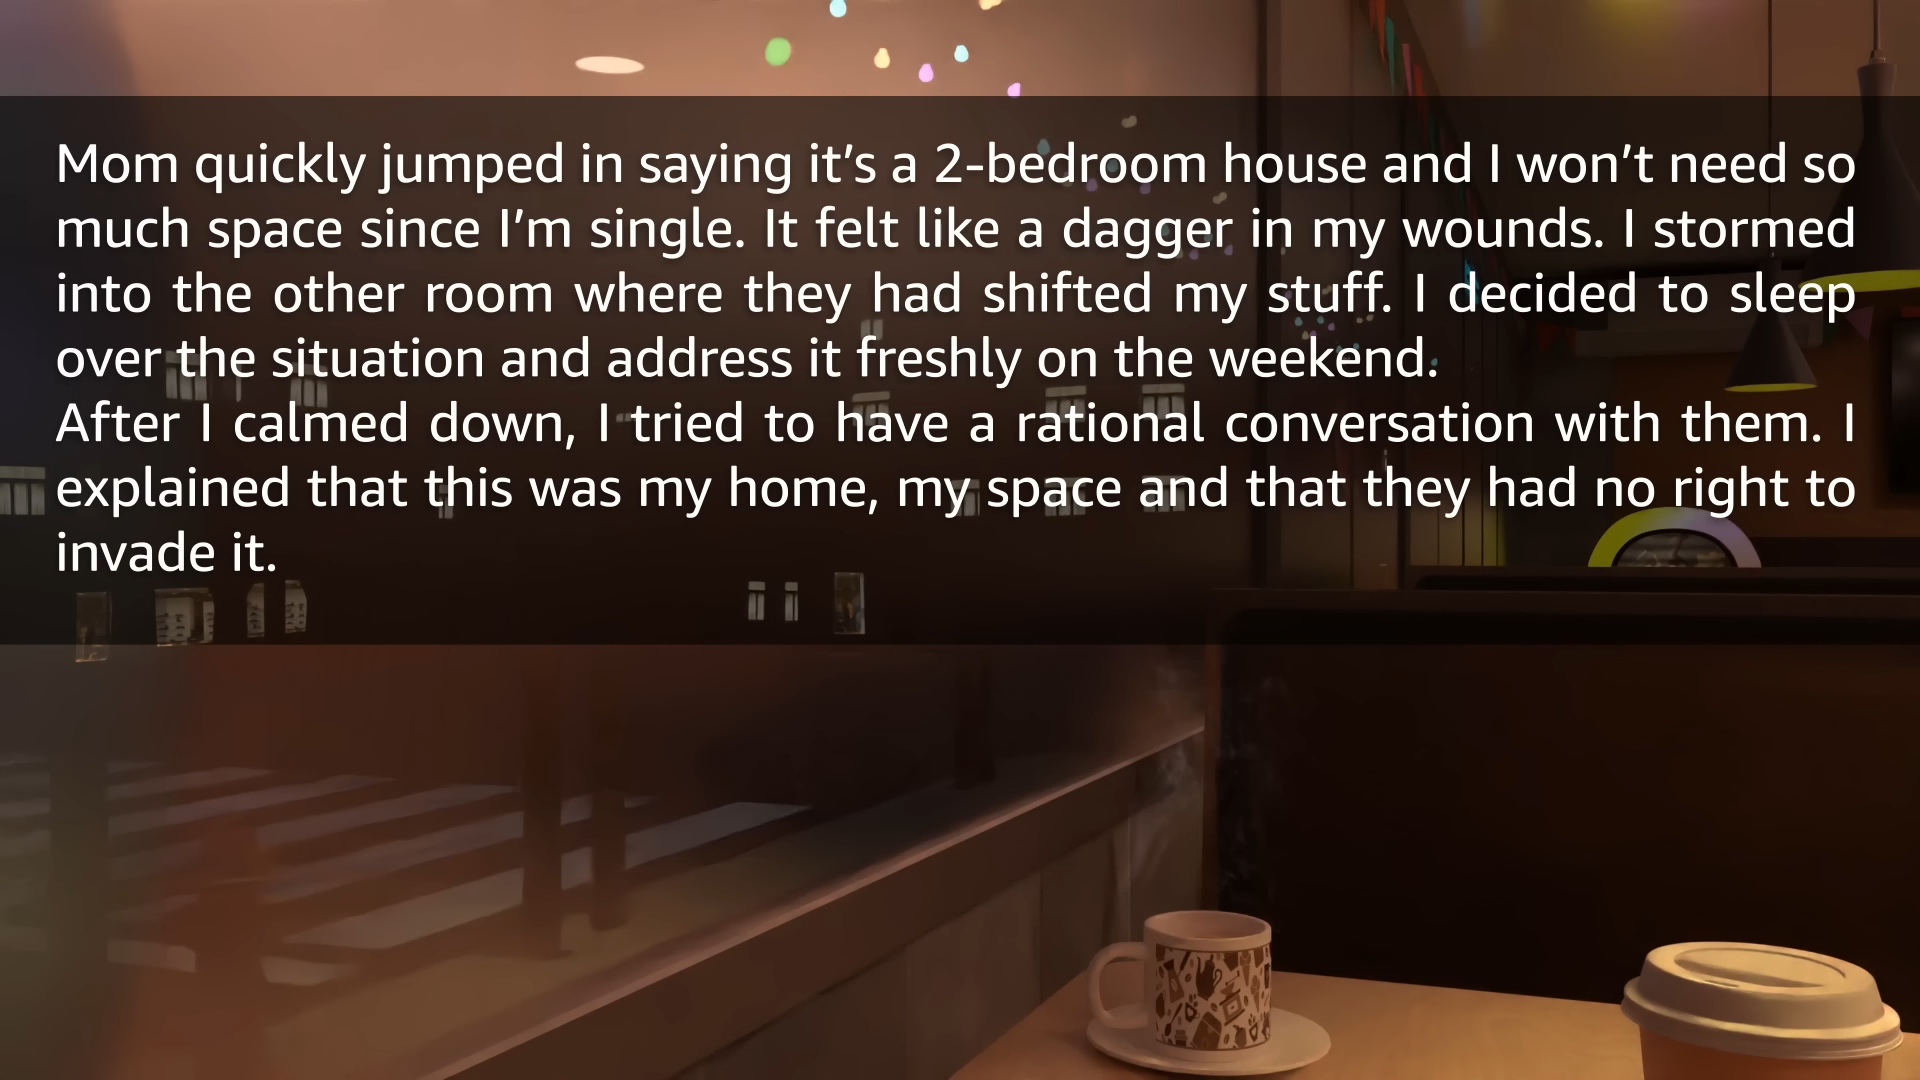 Mom quickly jumped in saying it’s a 2-bedroom house and I won’t need so
much space since I’m single. It felt like a dagger in my wounds. I stormed
into the other room where they had shifted my stuff. I decided to sleep
over the situation and address it freshly on the weekend.
After I calmed down, I tried to have a rational conversation with them. I
explained that this was my home, my space and that they had no right to
invade it.